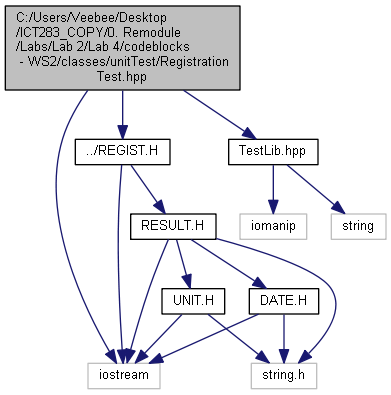 C:/Users/Veebee/Desktop
/ICT283_COPY/0. Remodule
/Labs/Lab 2/Lab 4/codeblocks
- WS2/classes/unitTest/Registration
Test.hpp
../REGIST.H
TestLib.hpp
RESULT.H
iomanip
string
UNIT.H
DATE.H
iostream
string.h